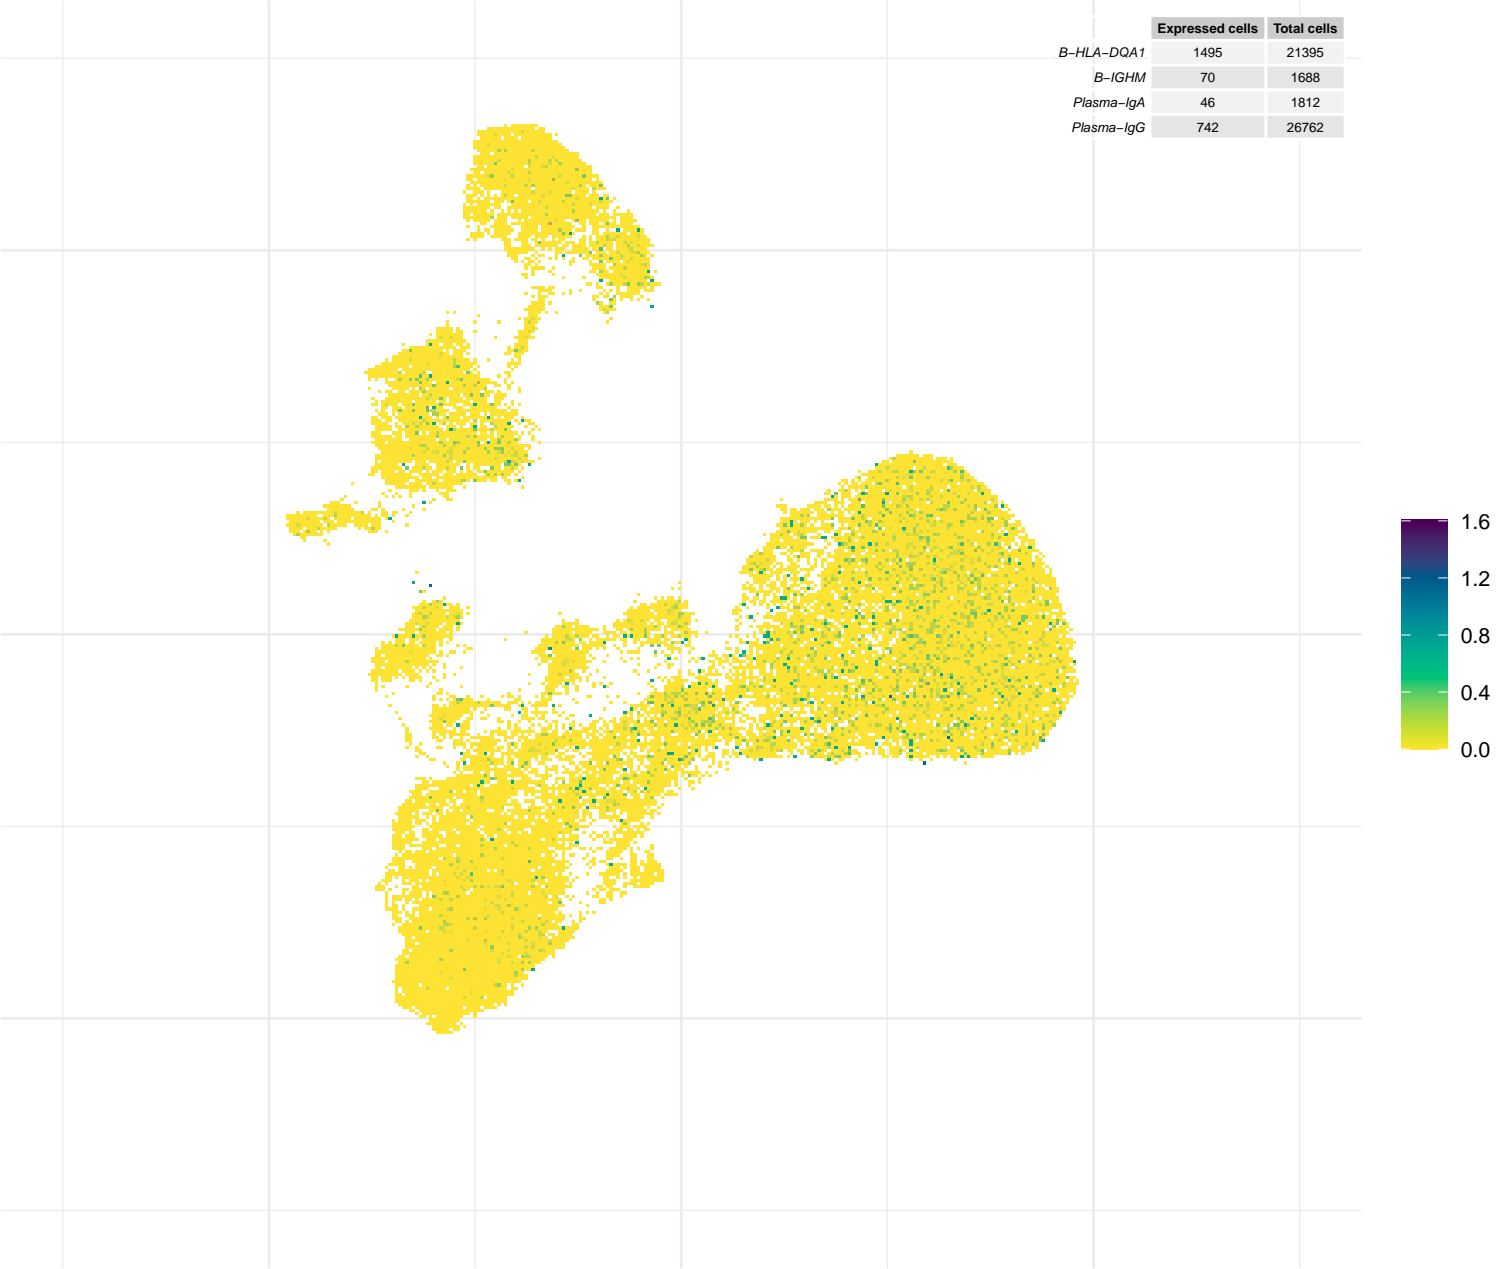 Expressed cells Total cells
B−HLA−DQA1 1495 21395
B−IGHM 70 1688
Plasma−IgA 46 1812
Plasma−IgG 742 26762
1.6
1.2
0.8
0.4
0.0